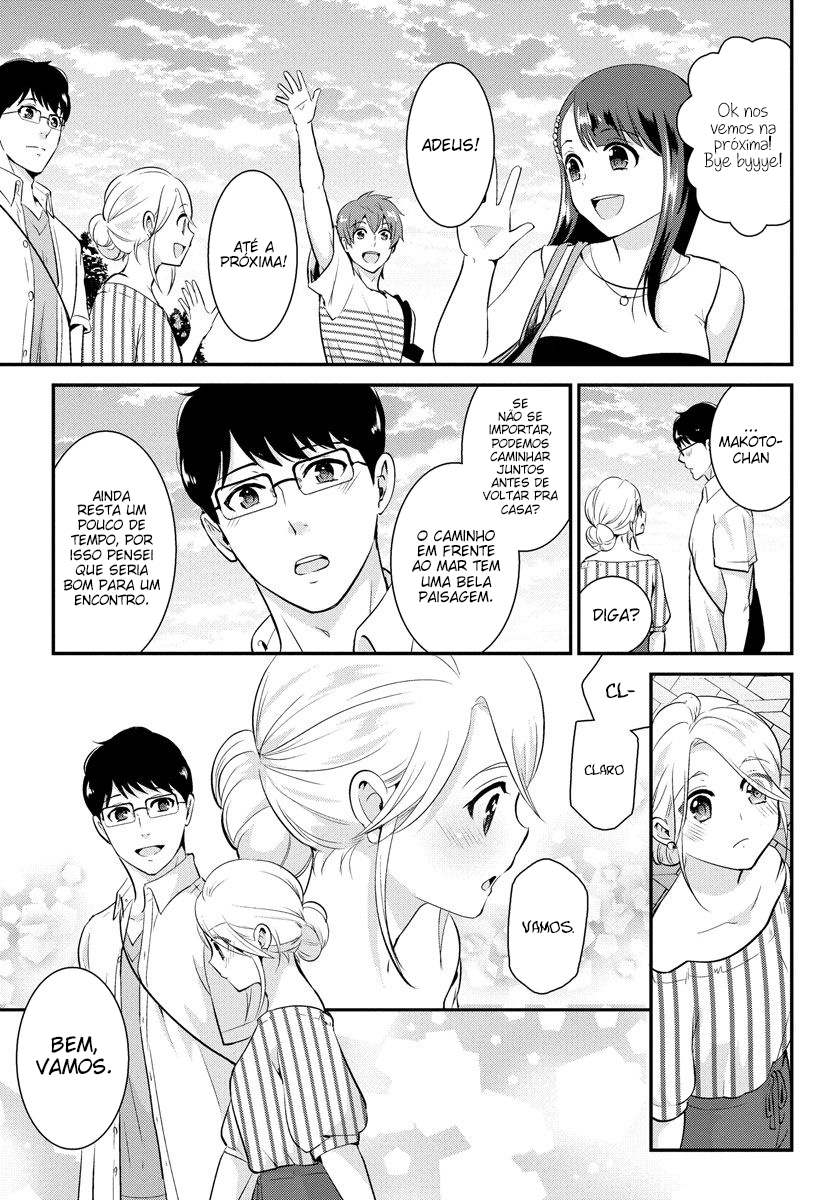 Ok nos
vemos na
próxima!
Bye byyye!
ADEUS!
ATÉ A
PRÓXIMA!
...
MAKOTO-
CHAN
DIGA?
SE
NÃO SE
IMPORTAR,
PODEMOS
CAMINHAR
JUNTOS
ANTES DE
VOLTAR PRA
CASA?
O CAMINHO
EM FRENTE
AO MAR TEM
UMA BELA
PAISAGEM.
AINDA
RESTA UM
POUCO DE
TEMPO, POR
ISSO PENSEI
QUE SERIA
BOM PARA UM
ENCONTRO.
CL-
CLARO
VAMOS.
BEM,
VAMOS.